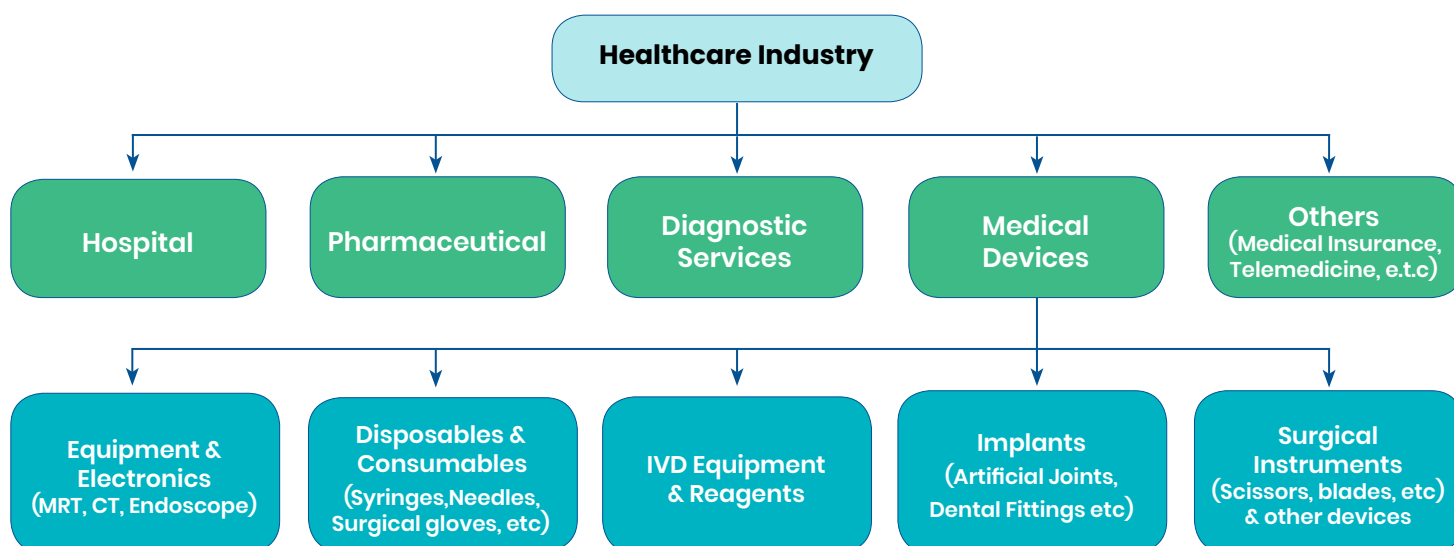 Healthcare Industry
Hospital
Pharmaceutical
Diagnostic
Services
Medical
Devices
Others
(Medical Insurance,
Telemedicine, e.t.c)
Equipment &
Electronics
(MRT, CT, Endoscope)
Disposables &
Consumables
(Syringes,Needles,
Surgical gloves, etc)
IVD Equipment
& Reagents
Implants
(Artificial Joints,
Dental Fittings etc)
Surgical
Instruments
(Scissors, blades, etc)
& other devices